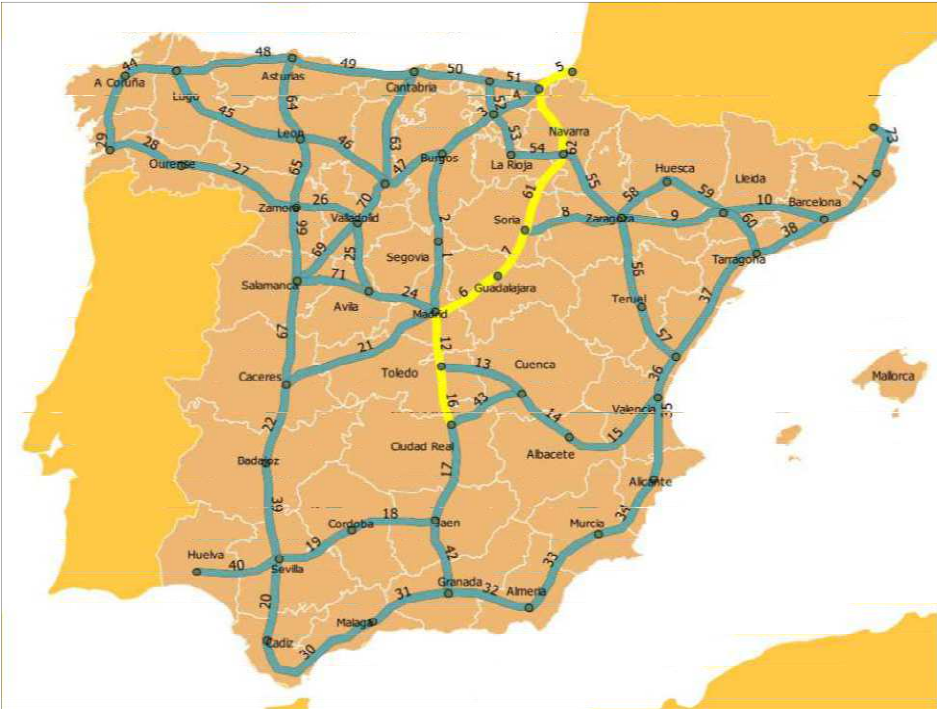 48
49
50
51
5
44
A Coruña
Lugo
Asturias
Cantabria
4
52
3
73
64
45
Leon
46
63
47
Burgos
53
54
Navarra
62
La Rioja
29
28
Ourense
27
65
70
61
55
Huesca
58
59
Lleida
11
Zamora
26
Valladolid
2
Soria
8
Zaragoza
9
10
Barcelona
66
69
25
Segovia
1
7
60
38
Tarragona
Salamanca
71
Avila
24
6
Guadalajara
56
Teruel
37
Madrid
67
21
12
57
Toledo
13
Cuenca
36
Caceres
16
43
Mallorca
22
14
15
Valencia
35
Ciudad Real
Albacete
Badajoz
17
Alicante
39
18
Cordoba
Jaen
Murcia
34
19
Huelva
40
Sevilla
42
33
20
31
Granada
32
Almeria
Malaga
Cadiz
30